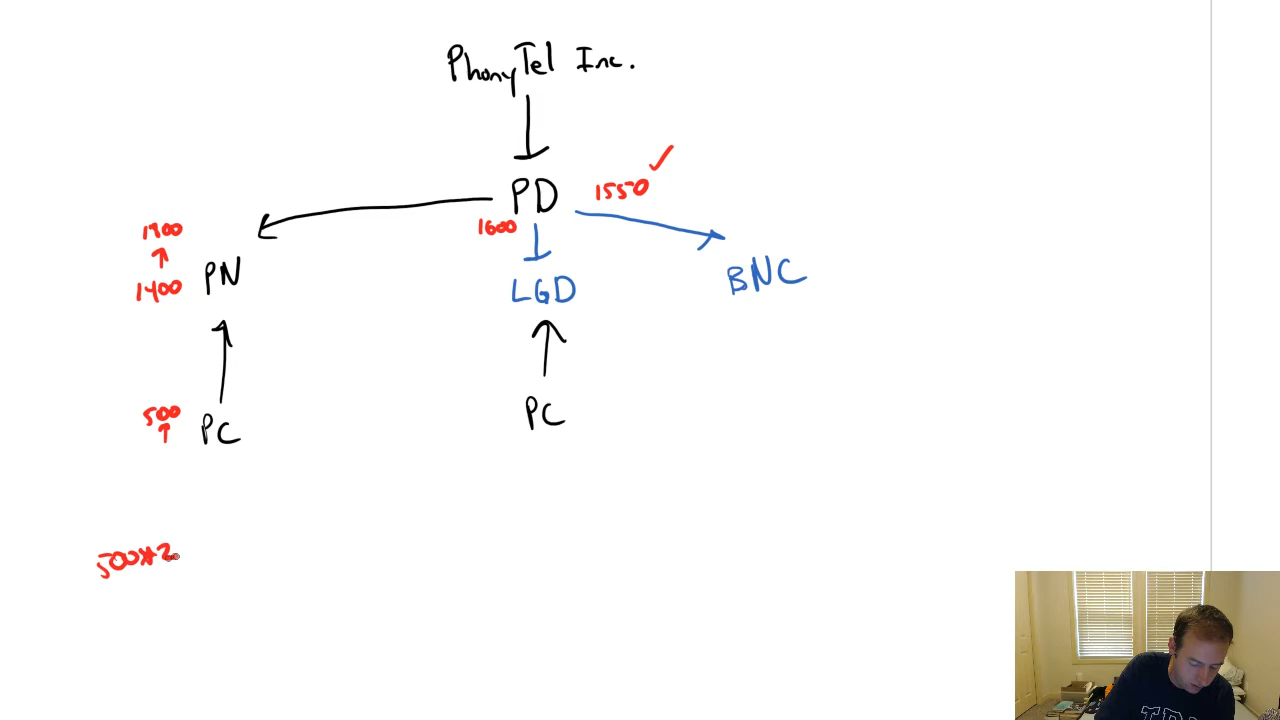 PhonyTel Inc.
PD 1550
1600
1900
PN
1400
LGD
BNC
500
PC
PC
500*2